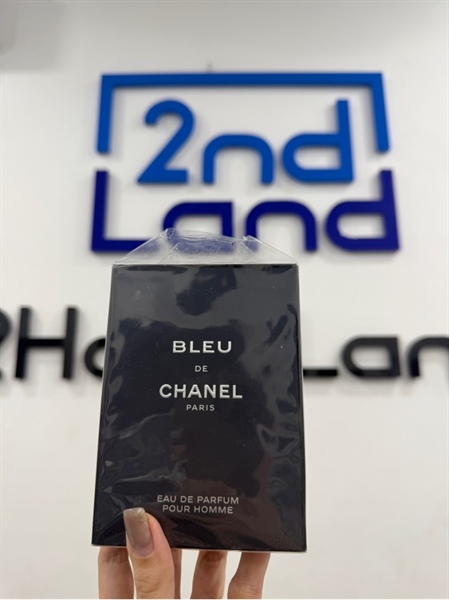 2nd
Land
BLEU
DE
CHANEL
PARIS
EAU DE PARFUM
POUR HOMME